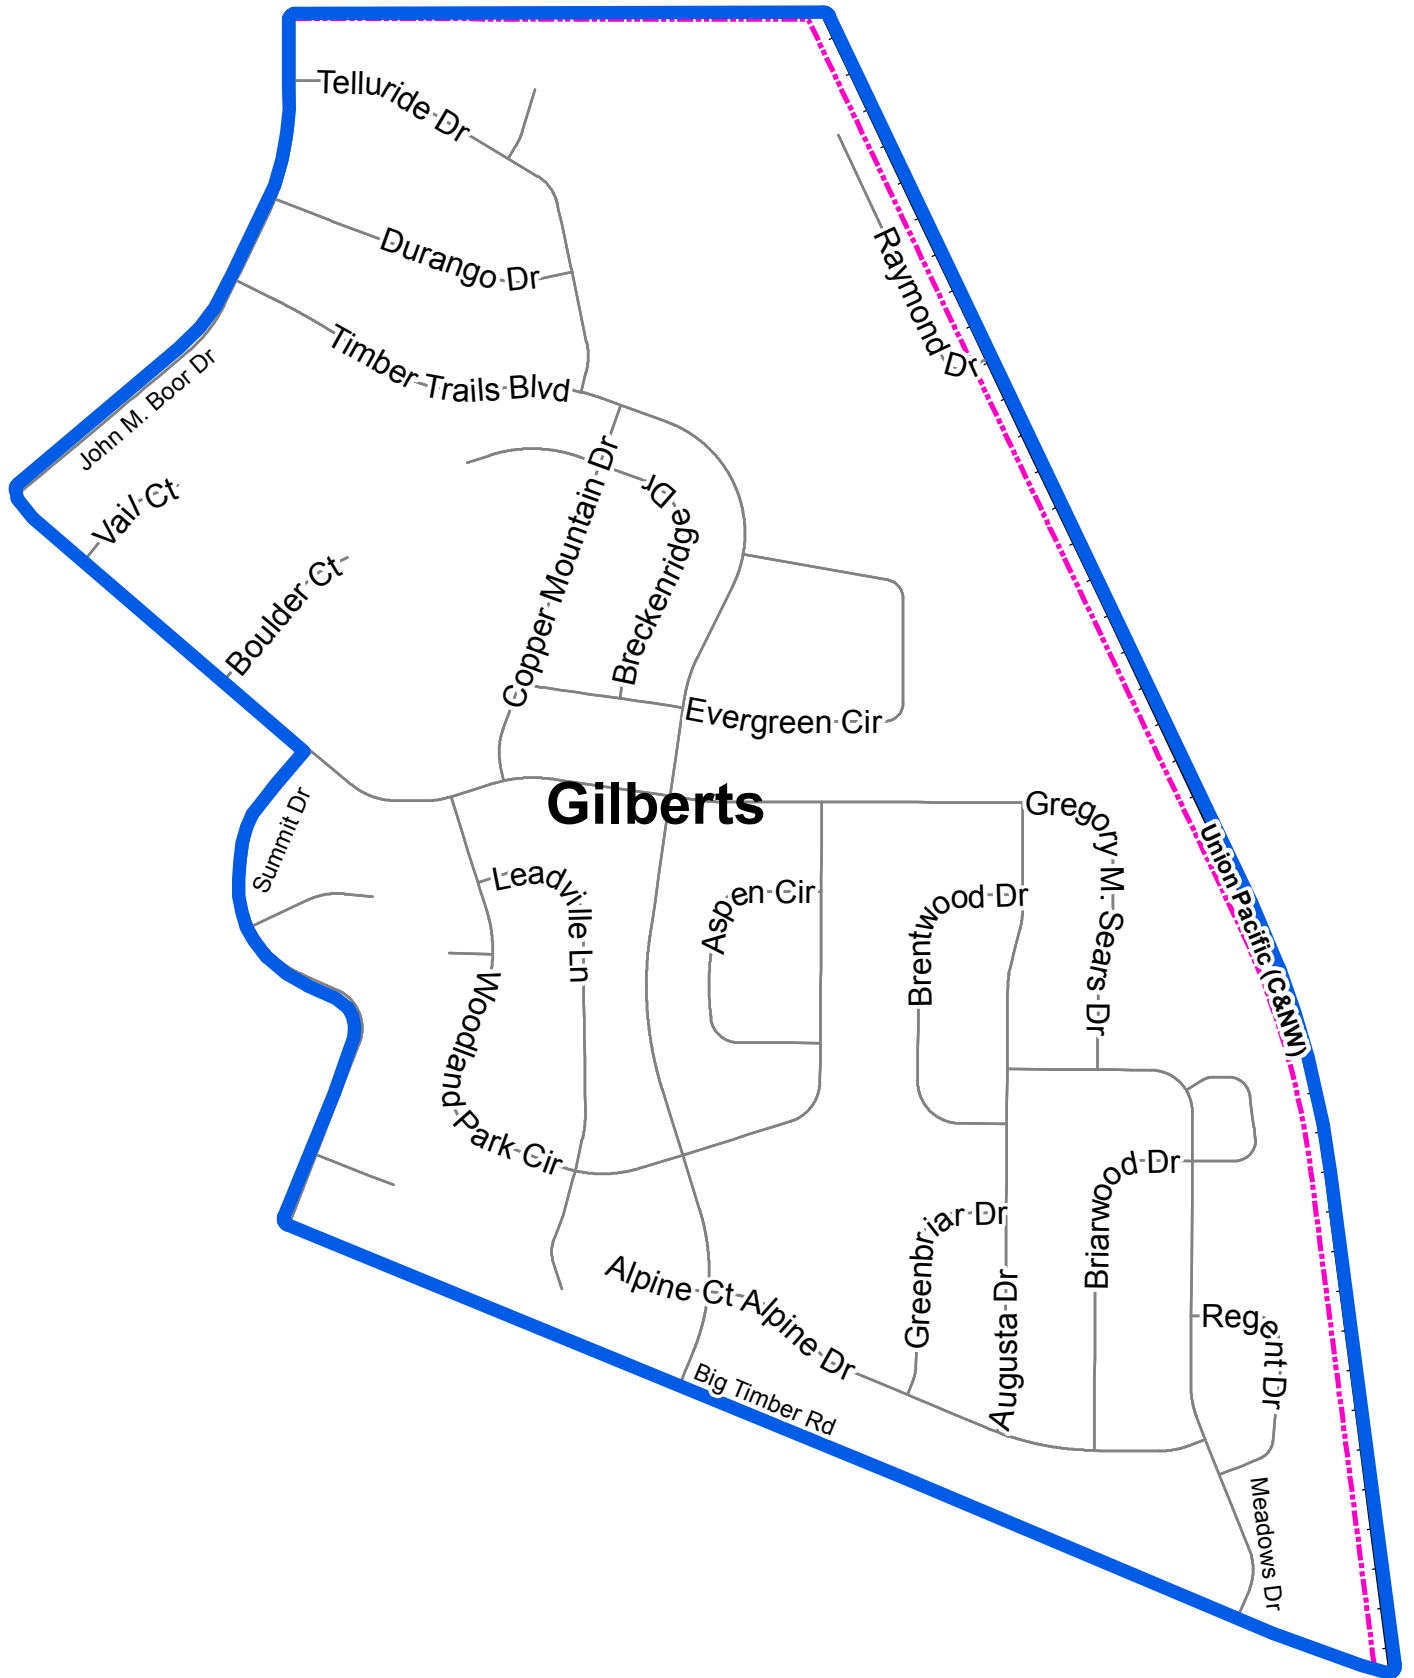 Telluride Dr
Raymond Dr
Durango Dr
Timber Trails Blvd
John M. Boor Dr
Copper Mountain Dr
Breckenridge Dr
Vail Ct
Boulder Ct
Evergreen Cir
Gilberts
Summit Dr
Gregory M. Sears Dr
Union Pacific (C&NW)
Leadville Ln
Aspen Cir
Brentwood Dr
Woodland Park Cir
Briarwood Dr
Greenbriar Dr
Alpine Ct
Alpine Dr
Augusta Dr
Regent Dr
Big Timber Rd
Meadows Dr